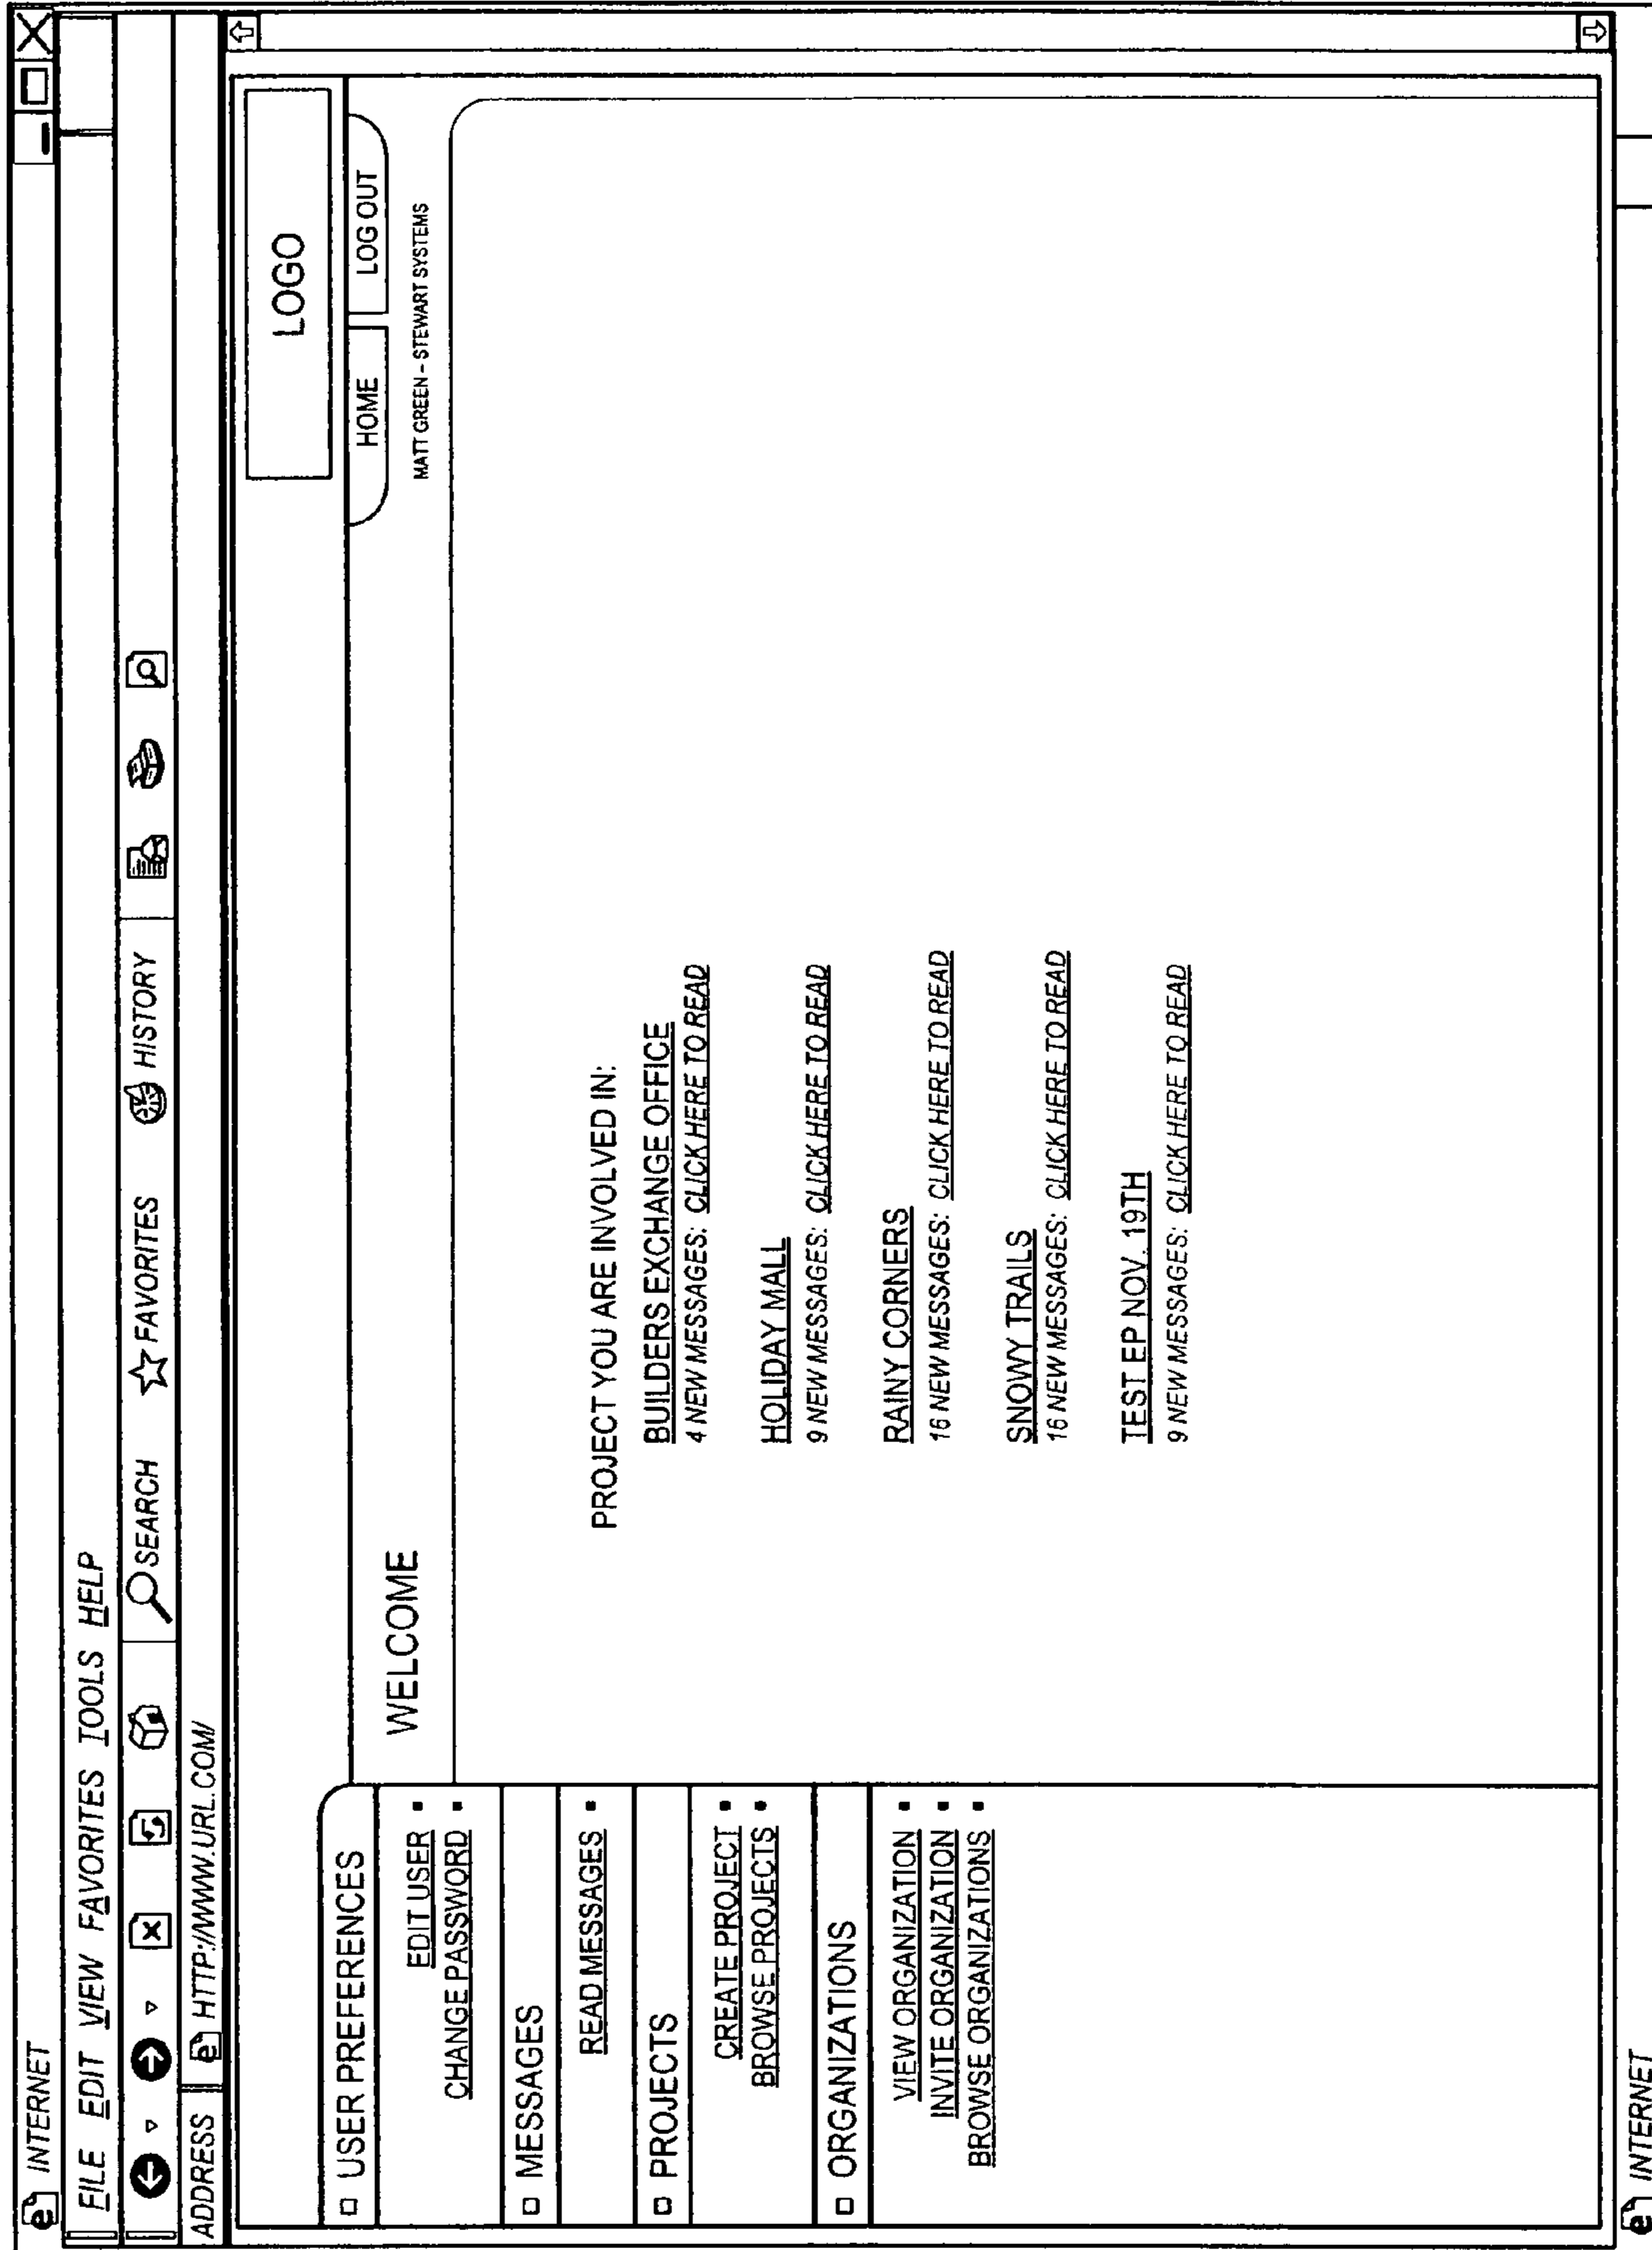 INTERNET
FILE EDIT VIEW FAVORITES TOOLS HELP
SEARCH FAVORITES HISTORY
ADDRESS HTTP://WWW.URL.COM/
LOGO
HOME LOG OUT
WELCOME
MATT GREEN - STEWART SYSTEMS
USER PREFERENCES
EDIT USER
CHANGE PASSWORD
MESSAGES
READ MESSAGES
PROJECTS
CREATE PROJECT
BROWSE PROJECTS
ORGANIZATIONS
VIEW ORGANIZATION
INVITE ORGANIZATION
BROWSE ORGANIZATIONS
PROJECT YOU ARE INVOLVED IN:
BUILDERS EXCHANGE OFFICE
4 NEW MESSAGES: CLICK HERE TO READ
HOLIDAY MALL
9 NEW MESSAGES: CLICK HERE TO READ
RAINY CORNERS
16 NEW MESSAGES: CLICK HERE TO READ
SNOWY TRAILS
16 NEW MESSAGES: CLICK HERE TO READ
TEST EP NOV. 19TH
9 NEW MESSAGES: CLICK HERE TO READ
INTERNET